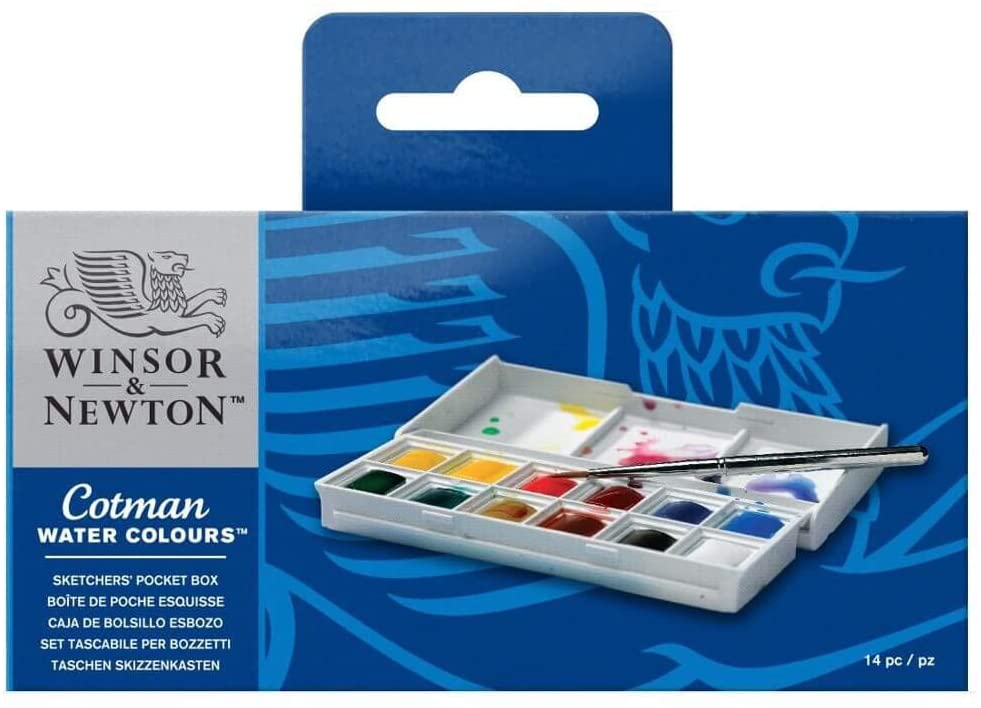 WINSOR
&
NEWTON™
Cotman
WATER COLOURS™
SKETCHERS' POCKET BOX
BOÎTE DE POCHE ESQUISSE
CAJA DE BOLSILLO ESBOZO
SET TASCABILE PER BOZZETTI
TASCHEN SKIZZENKASTEN
14 pc / pz